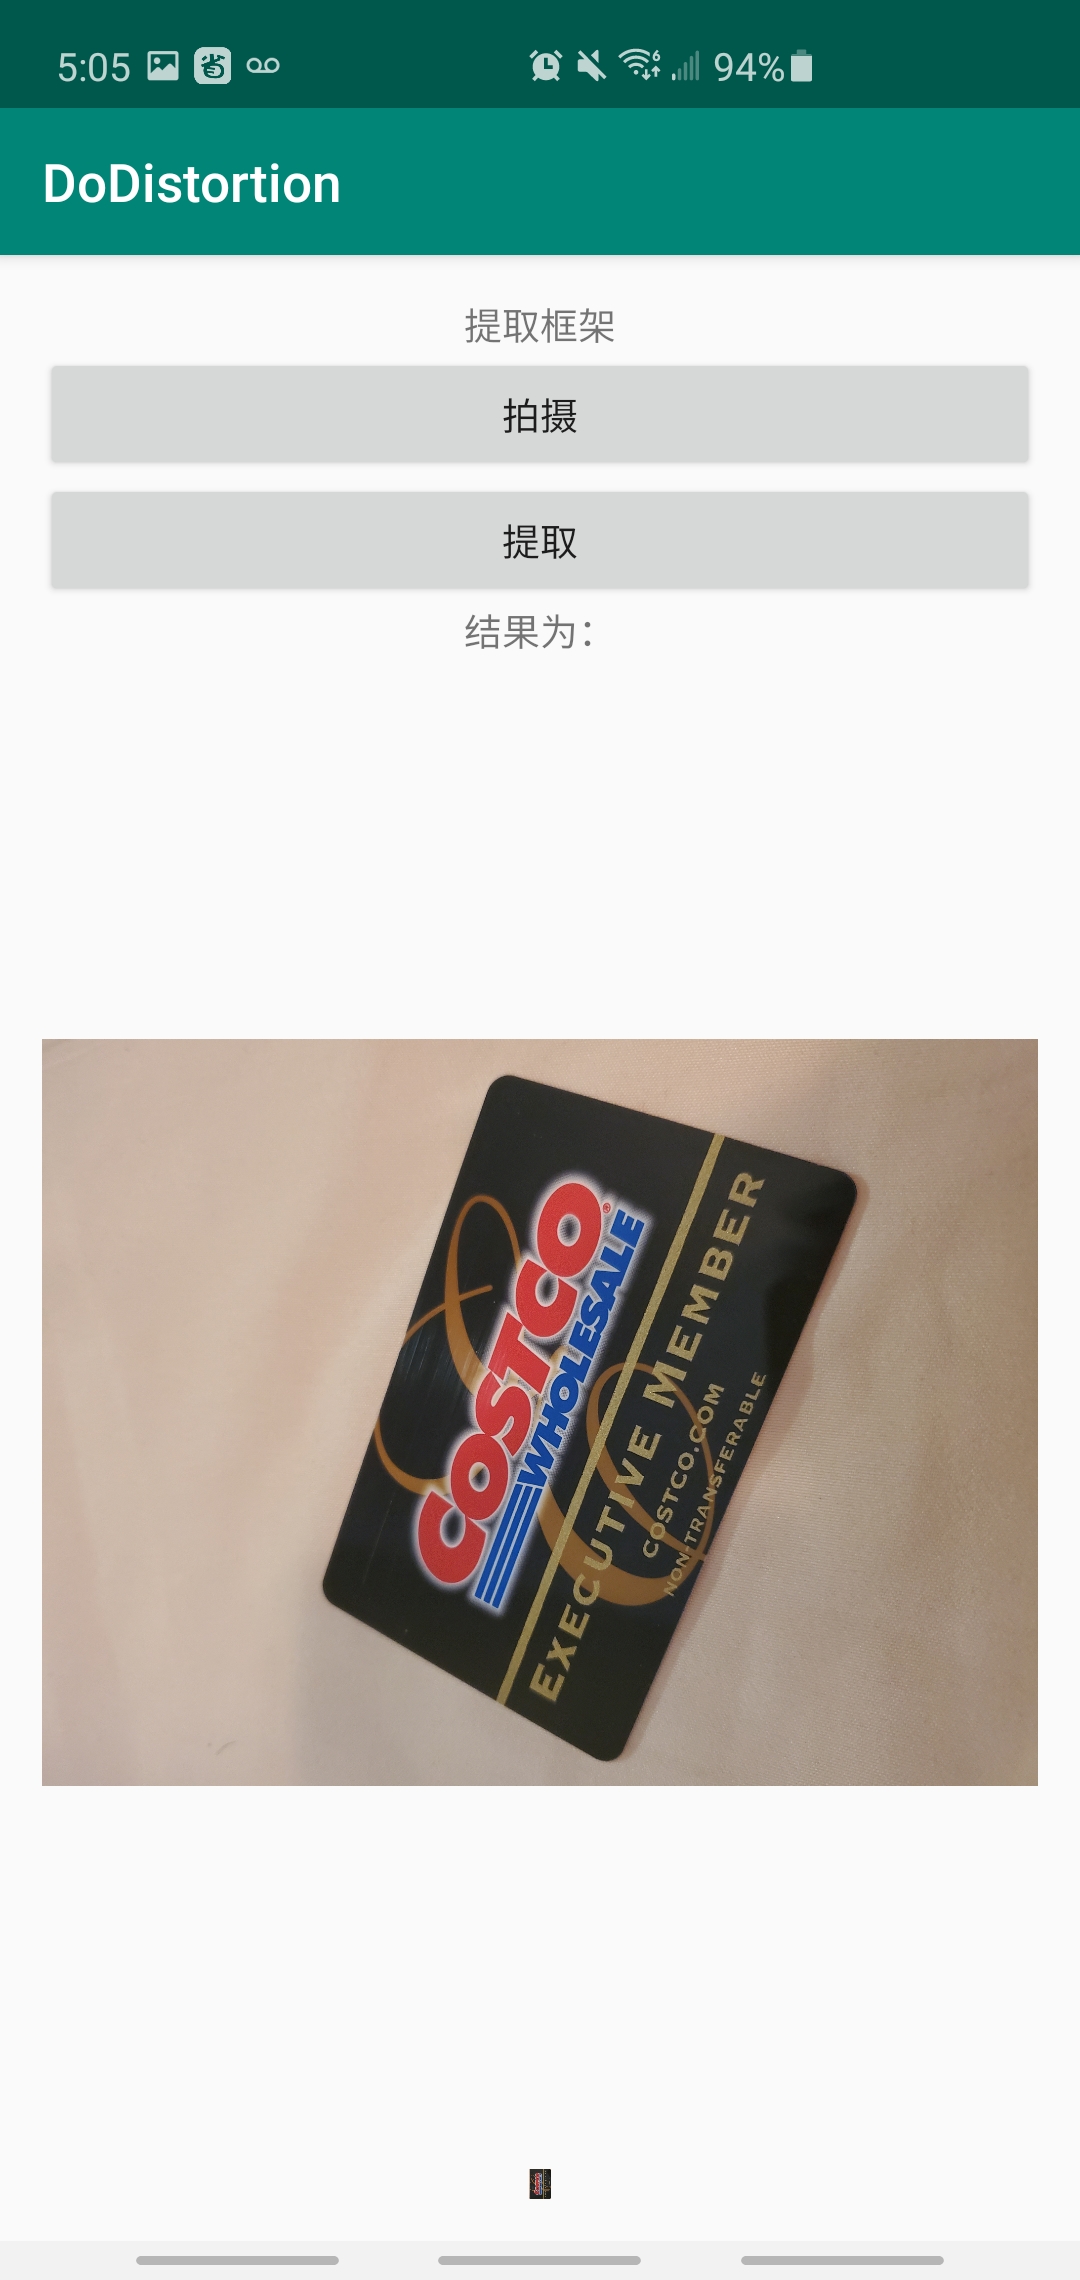 5:05
6
94%
DoDistortion
提取框架
拍摄
提取
结果为：
COSTCO®
WHOLESALE
EXECUTIVE MEMBER
COSTCO.COM
NON-TRANSFERABLE